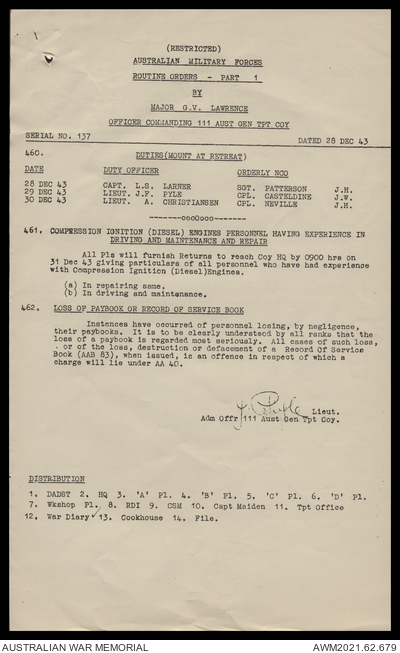 (RESTRICTED)
AUSTRALIAN MILITARY FORCES
ROUTINE ORDERS - PART 1
BY
MAJOR G.V. LAWRENCE
OFFICER COMMANDING 111 AUST GEN TPT COY
SERIAL NO. 137 DATED 28 DEC 43
460. DUTIES(MOUNT AT RETREAT)
DATE DUTY OFFICER ORDERLY NCO
28 DEC 43 CAPT. L.S. LARNER SGT. PATTERSON J.H.
29 DEC 43 LIEUT. J.F. PYLE CPL. CASTELDINE J.W.
30 DEC 43 LIEUT. A. CHRISTIANSEN CPL. NEVILLE J.H.
-------ooo0ooo-------
461. COMPRESSION IGNITION (DIESEL) ENGINES PERSONNEL HAVING EXPERIENCE IN
DRIVING AND MAINTENANCE AND REPAIR
All Pls will furnish Returns to reach Coy HQ by 0900 hrs on
31 Dec 43 giving particulars of all personnel who have had experience
with Compression Ignition (Diesel)Engines.
(a) In repairing same.
(b) In driving and maintenance.
462. LOSS OF PAYBOOK OR RECORD OF SERVICE BOOK
Instances have occurred of personnel losing, by negligence,
their paybooks. It is to be clearly understood by all ranks that the
loss of a paybook is regarded most seriously. All cases of such loss,
. or of the loss, destruction or defacement of a Record Of Service
Book (AAB 83), when issued, is an offence in respect of which a
charge will lie under AA 40.
Lieut.
Adm Offr 111 Aust Gen Tpt Coy.
DISTRIBUTION
1. DADST 2. HQ 3. 'A' Pl. 4. 'B' Pl. 5. 'C' Pl. 6. 'D' Pl.
7. Wkshop Pl. 8. RDI 9. CSM 10. Capt Maiden 11. Tpt Office
12. War Diary✓13. Cookhouse 14. File.
AUSTRALIAN WAR MEMORIAL AWM2021.62.679